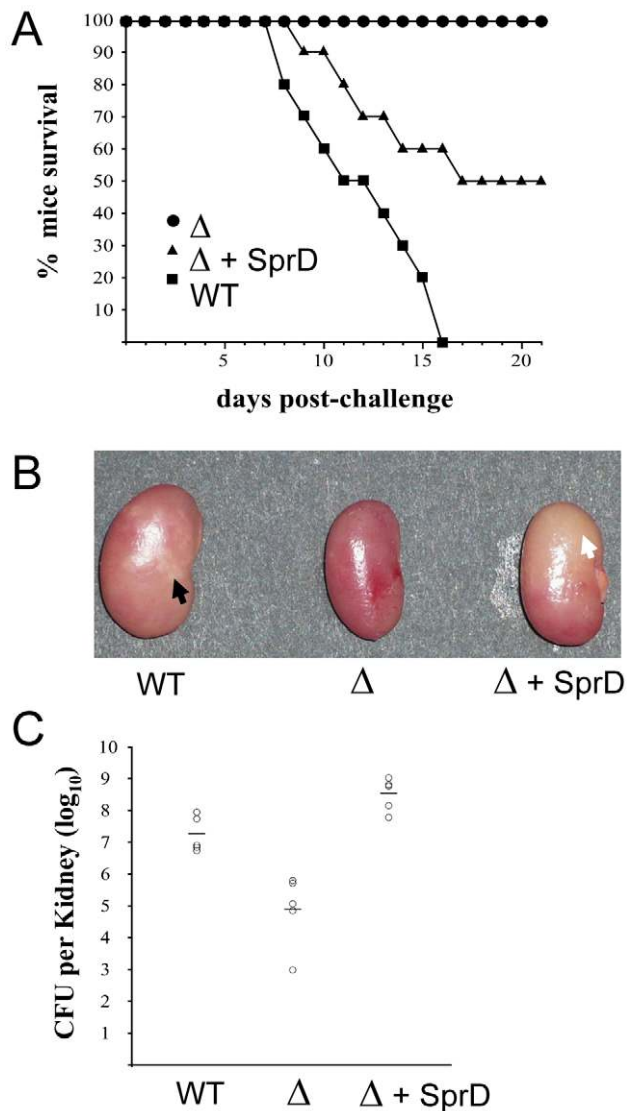 A
100
90
80
70
60
50
40
30
20
10
% mice survival
● Δ
▲ Δ + SprD
■ WT
5 10 15 20
days post-challenge
B
WT Δ Δ + SprD
C
10
9
8
7
6
5
4
3
2
1
CFU per Kidney (log₁₀)
WT Δ Δ + SprD